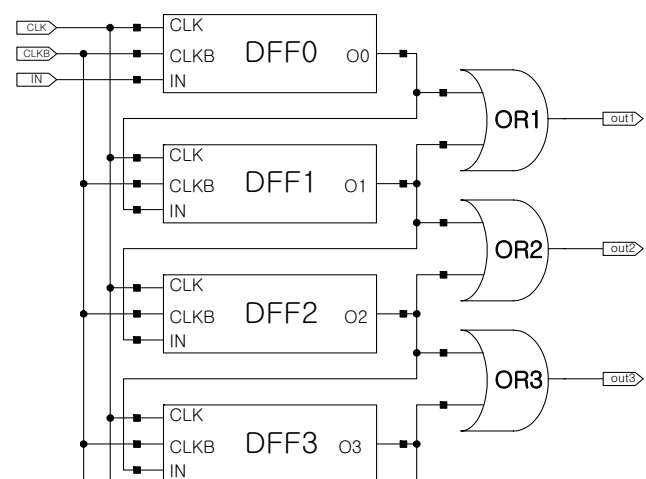 CLK
CLKB
IN
CLK
CLKB
IN
DFF0
O0
OR1
out1
CLK
CLKB
IN
DFF1
O1
OR2
out2
CLK
CLKB
IN
DFF2
O2
OR3
out3
CLK
CLKB
IN
DFF3
O3